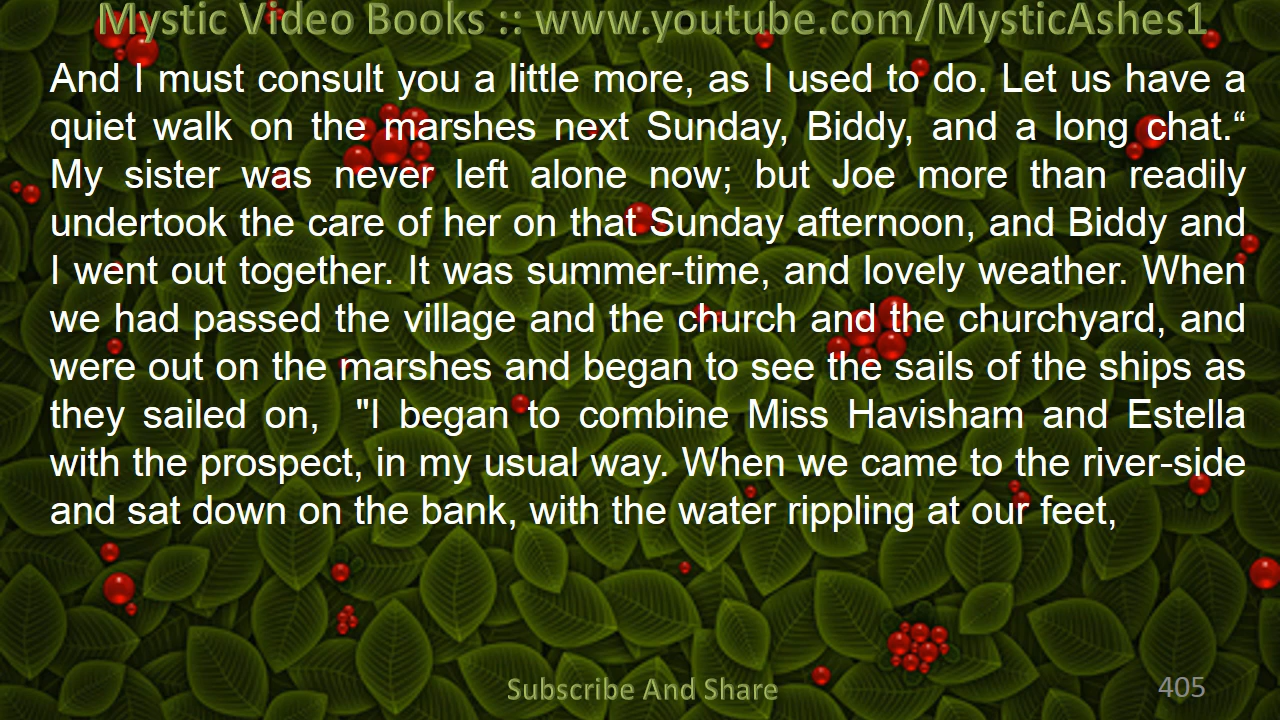 Mystic Video Books :: www.youtube.com/MysticAshes1
And I must consult you a little more, as I used to do. Let us have a
quiet walk on the marshes next Sunday, Biddy, and a long chat.“
My sister was never left alone now; but Joe more than readily
undertook the care of her on that Sunday afternoon, and Biddy and
I went out together. It was summer-time, and lovely weather. When
we had passed the village and the church and the churchyard, and
were out on the marshes and began to see the sails of the ships as
they sailed on, "I began to combine Miss Havisham and Estella
with the prospect, in my usual way. When we came to the river-side
and sat down on the bank, with the water rippling at our feet,
Subscribe And Share
405